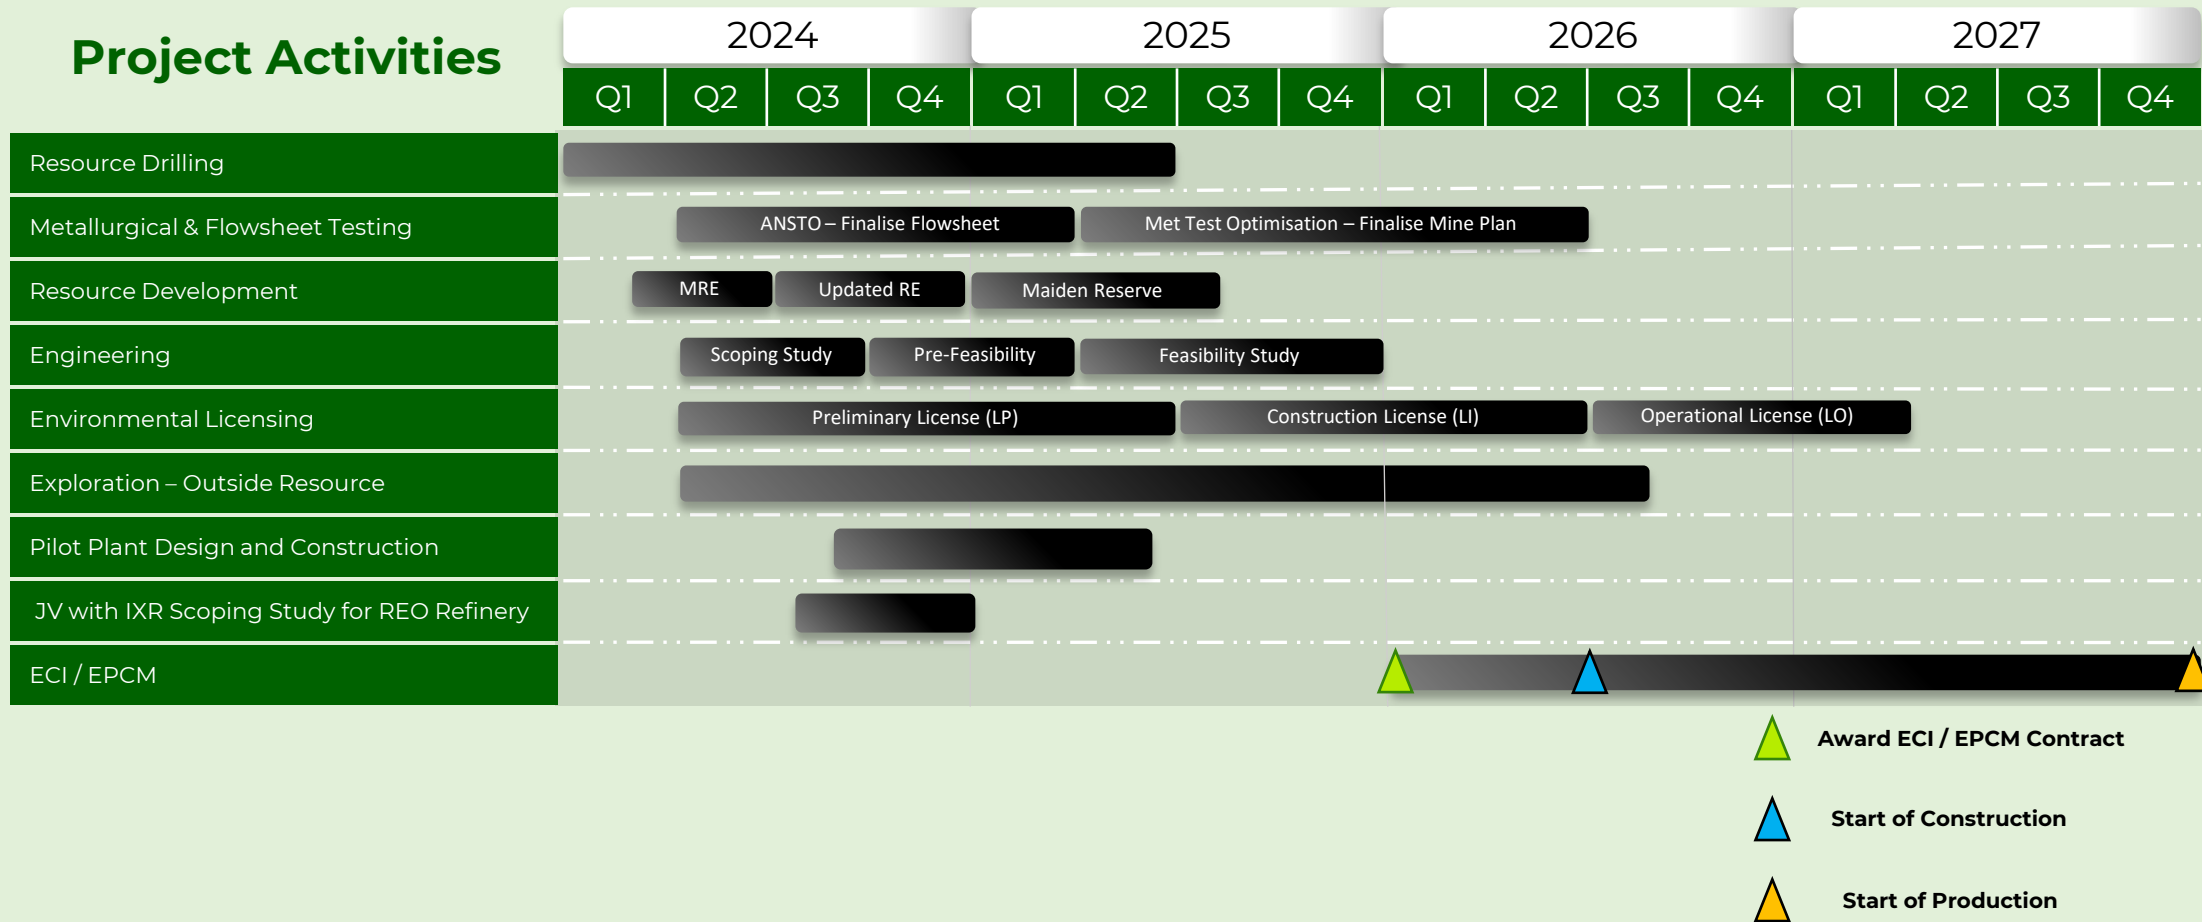 Project Activities
2024 2025 2026 2027
Q1 Q2 Q3 Q4 Q1 Q2 Q3 Q4 Q1 Q2 Q3 Q4 Q1 Q2 Q3 Q4
Resource Drilling
Metallurgical & Flowsheet Testing
ANSTO – Finalise Flowsheet
Met Test Optimisation – Finalise Mine Plan
Resource Development
MRE
Updated RE
Maiden Reserve
Engineering
Scoping Study
Pre-Feasibility
Feasibility Study
Environmental Licensing
Preliminary License (LP)
Construction License (LI)
Operational License (LO)
Exploration – Outside Resource
Pilot Plant Design and Construction
JV with IXR Scoping Study for REO Refinery
ECI / EPCM
Award ECI / EPCM Contract
Start of Construction
Start of Production